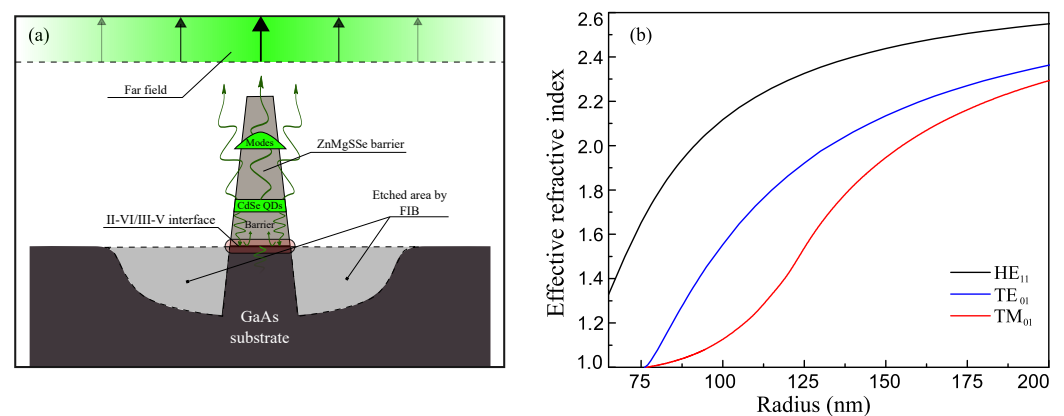 (a)
Far field
Modes
ZnMgSSe barrier
CdSe QDs
Etched area by
FIB
II-VI/III-V interface
Barrier
GaAs
substrate
(b)
Effective refractive index
2.6
2.4
2.2
2.0
1.8
1.6
1.4
1.2
1.0
HE11
TE01
TM01
75 100 125 150 175 200
Radius (nm)